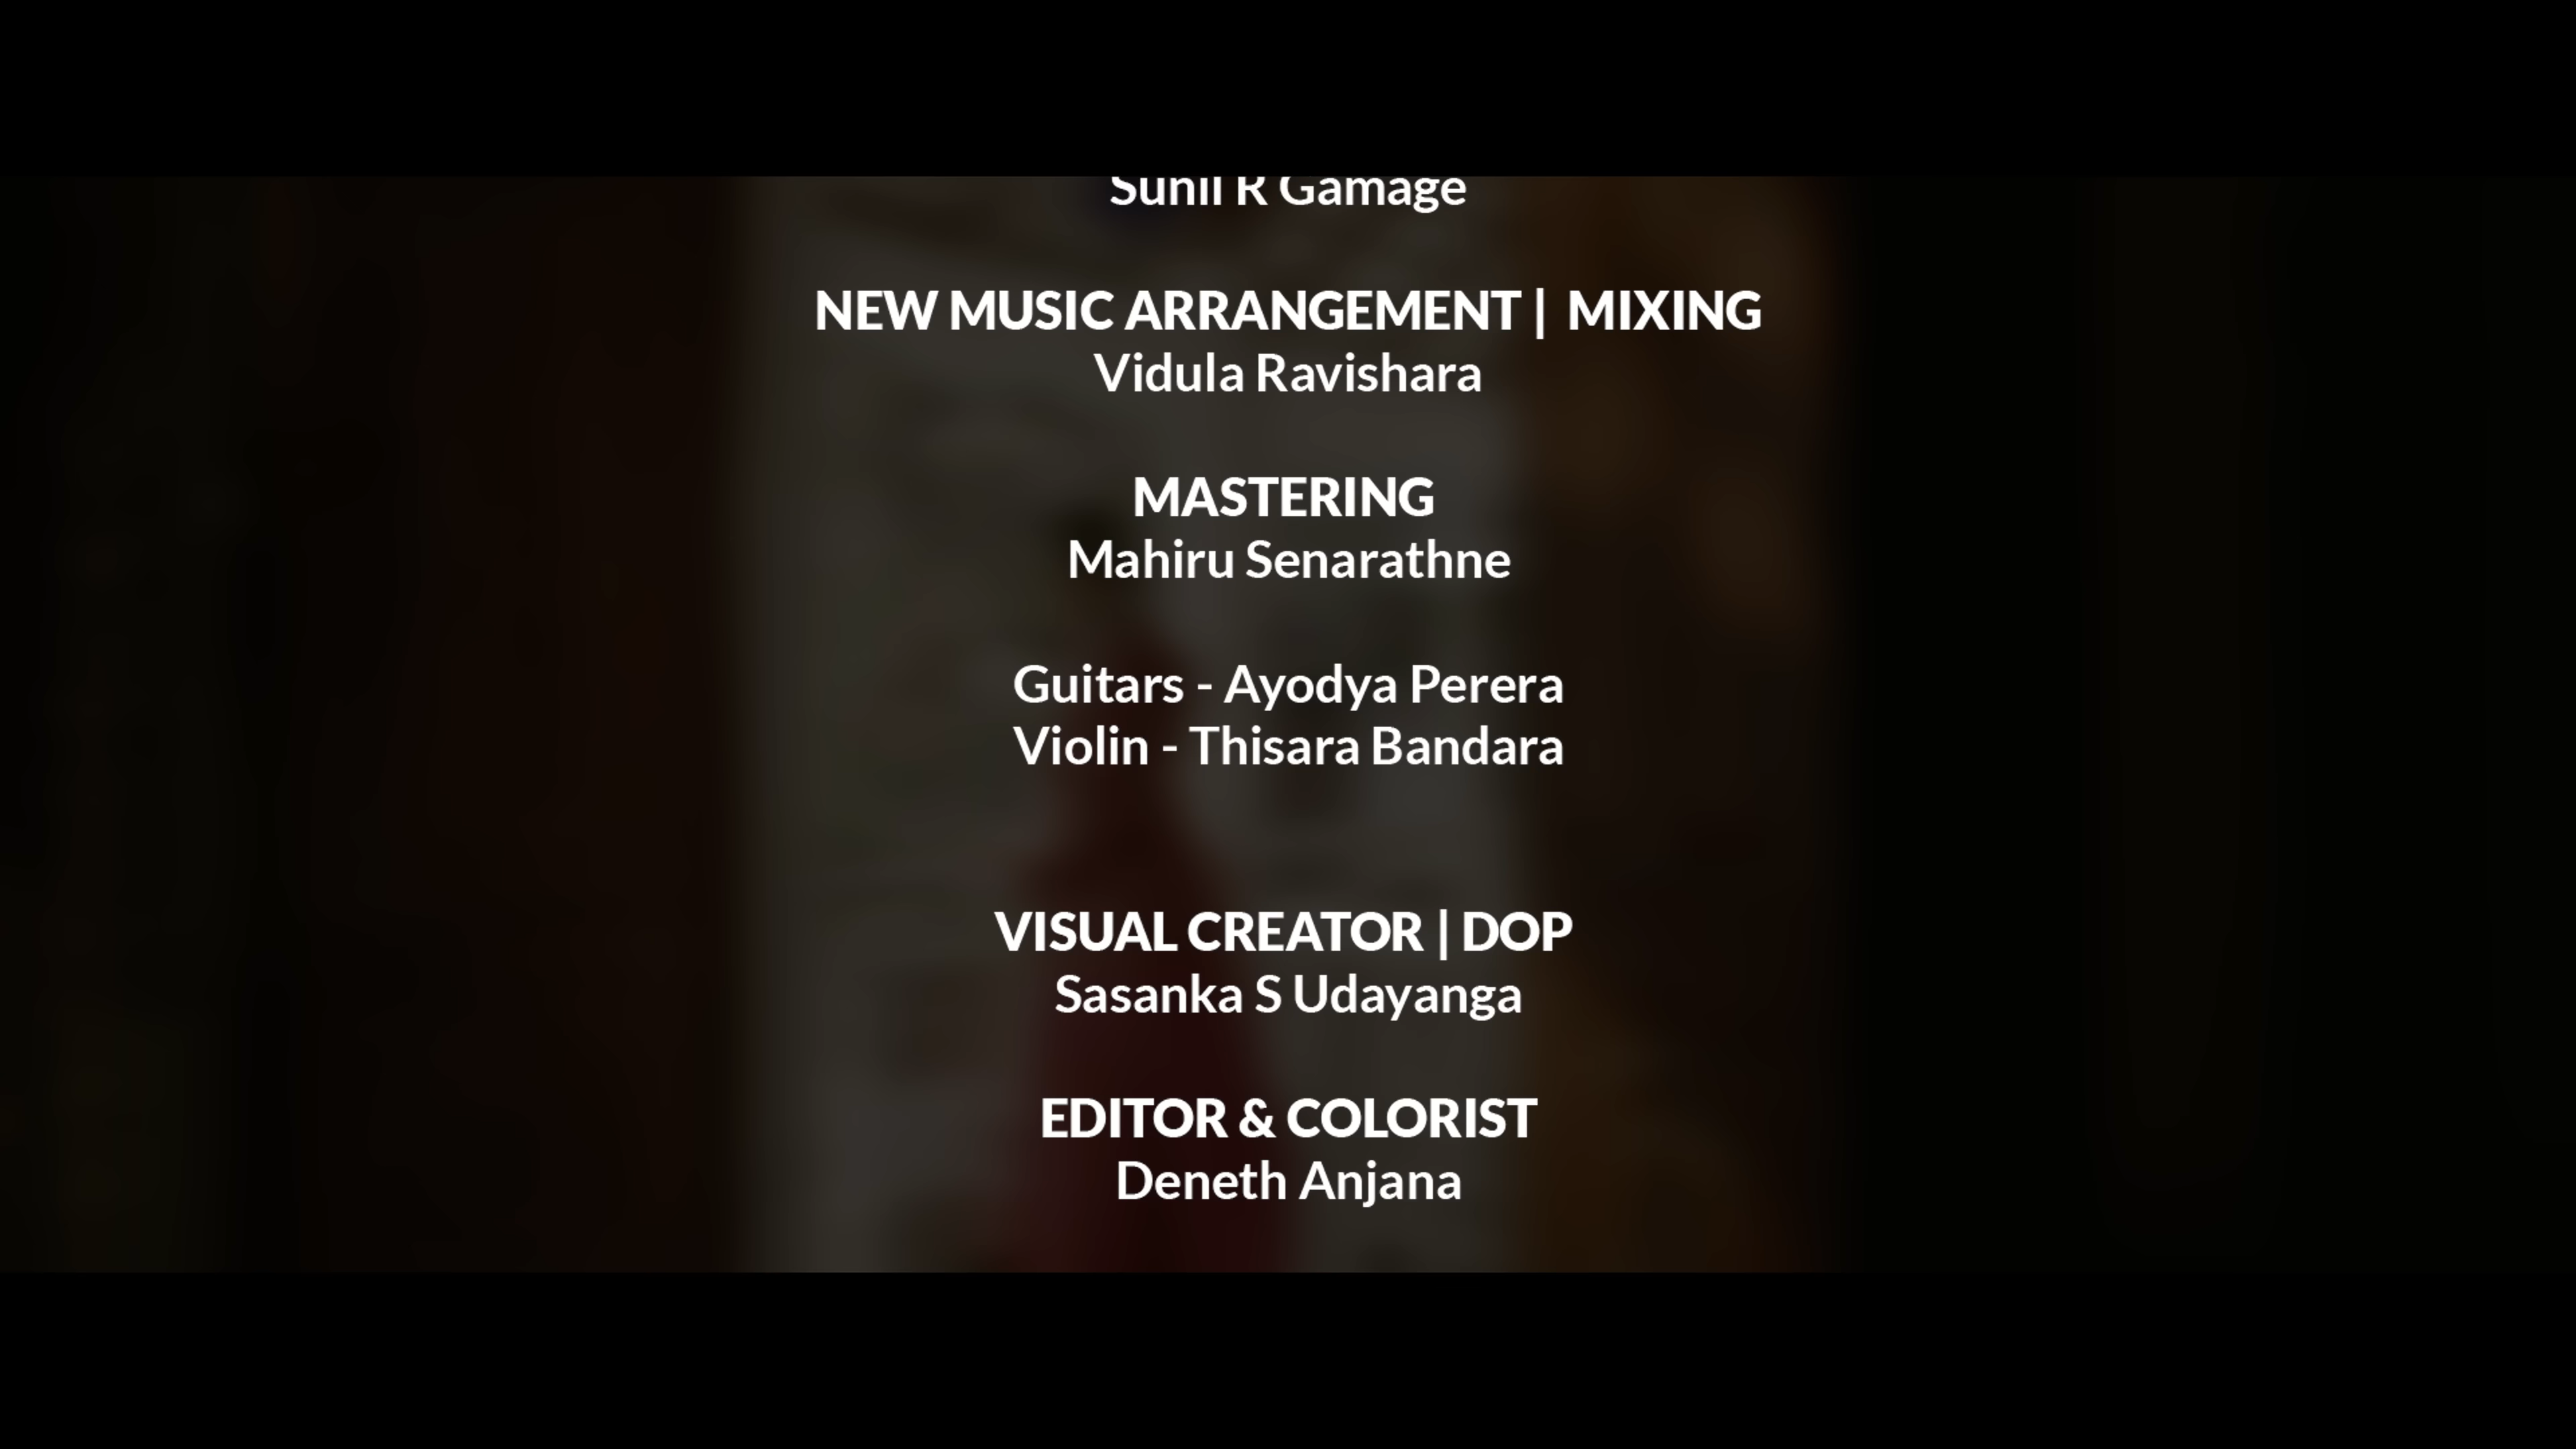 Sunil R Gamage
NEW MUSIC ARRANGEMENT | MIXING
Vidula Ravishara
MASTERING
Mahiru Senarathne
Guitars - Ayodya Perera
Violin - Thisara Bandara
VISUAL CREATOR | DOP
Sasanka S Udayanga
EDITOR & COLORIST
Deneth Anjana